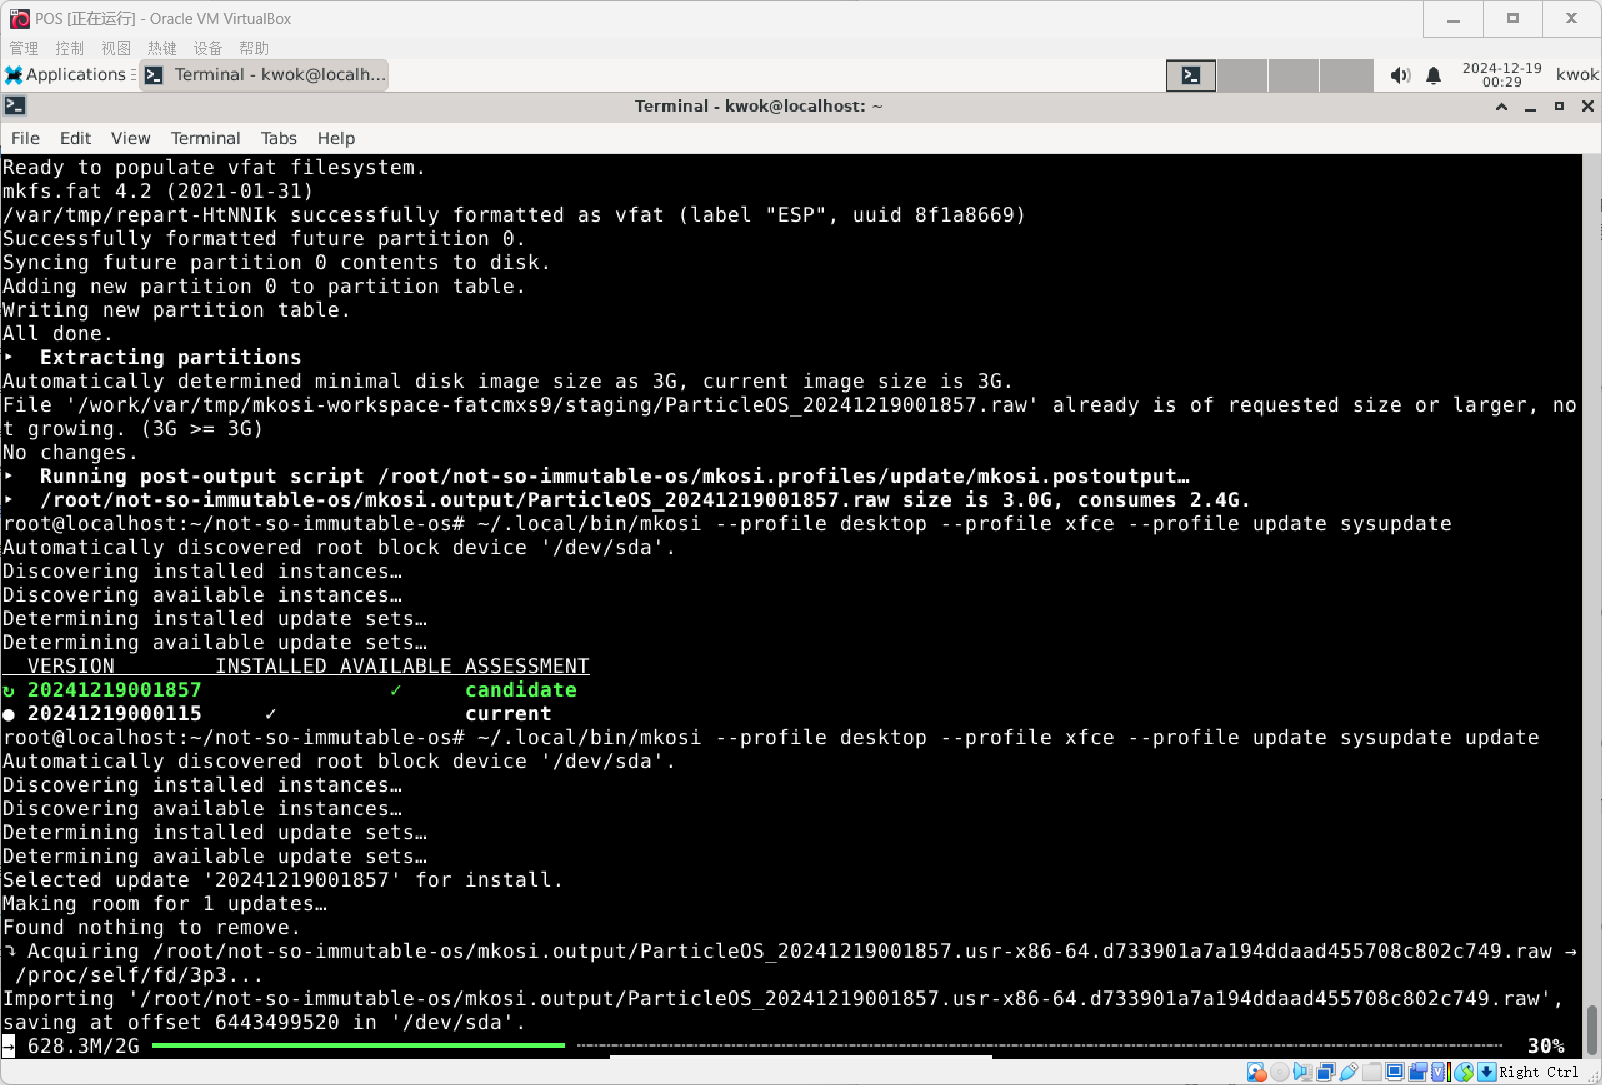 POS [正在运行] - Oracle VM VirtualBox
管理 控制 视图 热键 设备 帮助
Applications Terminal - kwok@localh... 2024-12-19 00:29 kwok
Terminal - kwok@localhost: ~
File Edit View Terminal Tabs Help
Ready to populate vfat filesystem.
mkfs.fat 4.2 (2021-01-31)
/var/tmp/repart-HtNNIk successfully formatted as vfat (label "ESP", uuid 8f1a8669)
Successfully formatted future partition 0.
Syncing future partition 0 contents to disk.
Adding new partition 0 to partition table.
Writing new partition table.
All done.
‣  Extracting partitions
Automatically determined minimal disk image size as 3G, current image size is 3G.
File '/work/var/tmp/mkosi-workspace-fatcmxs9/staging/ParticleOS_20241219001857.raw' already is of requested size or larger, no
t growing. (3G >= 3G)
No changes.
‣  Running post-output script /root/not-so-immutable-os/mkosi.profiles/update/mkosi.postoutput…
‣  /root/not-so-immutable-os/mkosi.output/ParticleOS_20241219001857.raw size is 3.0G, consumes 2.4G.
root@localhost:~/not-so-immutable-os# ~/.local/bin/mkosi --profile desktop --profile xfce --profile update sysupdate
Automatically discovered root block device '/dev/sda'.
Discovering installed instances…
Discovering available instances…
Determining installed update sets…
Determining available update sets…
  VERSION        INSTALLED AVAILABLE ASSESSMENT
↻ 20241219001857               ✓     candidate
● 20241219000115     ✓               current
root@localhost:~/not-so-immutable-os# ~/.local/bin/mkosi --profile desktop --profile xfce --profile update sysupdate update
Automatically discovered root block device '/dev/sda'.
Discovering installed instances…
Discovering available instances…
Determining installed update sets…
Determining available update sets…
Selected update '20241219001857' for install.
Making room for 1 updates…
Found nothing to remove.
⤵ Acquiring /root/not-so-immutable-os/mkosi.output/ParticleOS_20241219001857.usr-x86-64.d733901a7a194ddaad455708c802c749.raw →
 /proc/self/fd/3p3...
Importing '/root/not-so-immutable-os/mkosi.output/ParticleOS_20241219001857.usr-x86-64.d733901a7a194ddaad455708c802c749.raw',
saving at offset 6443499520 in '/dev/sda'.
→ 628.3M/2G 30%
Right Ctrl